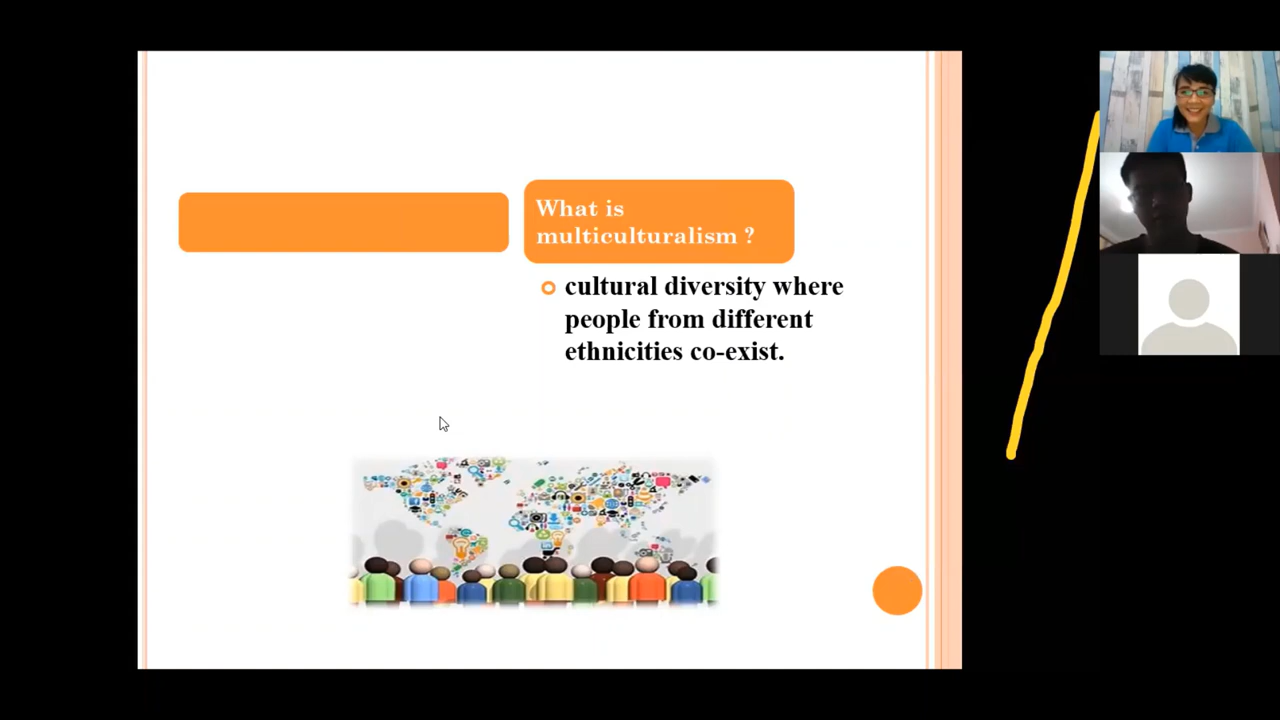 What is
multiculturalism ?
cultural diversity where
people from different
ethnicities co-exist.